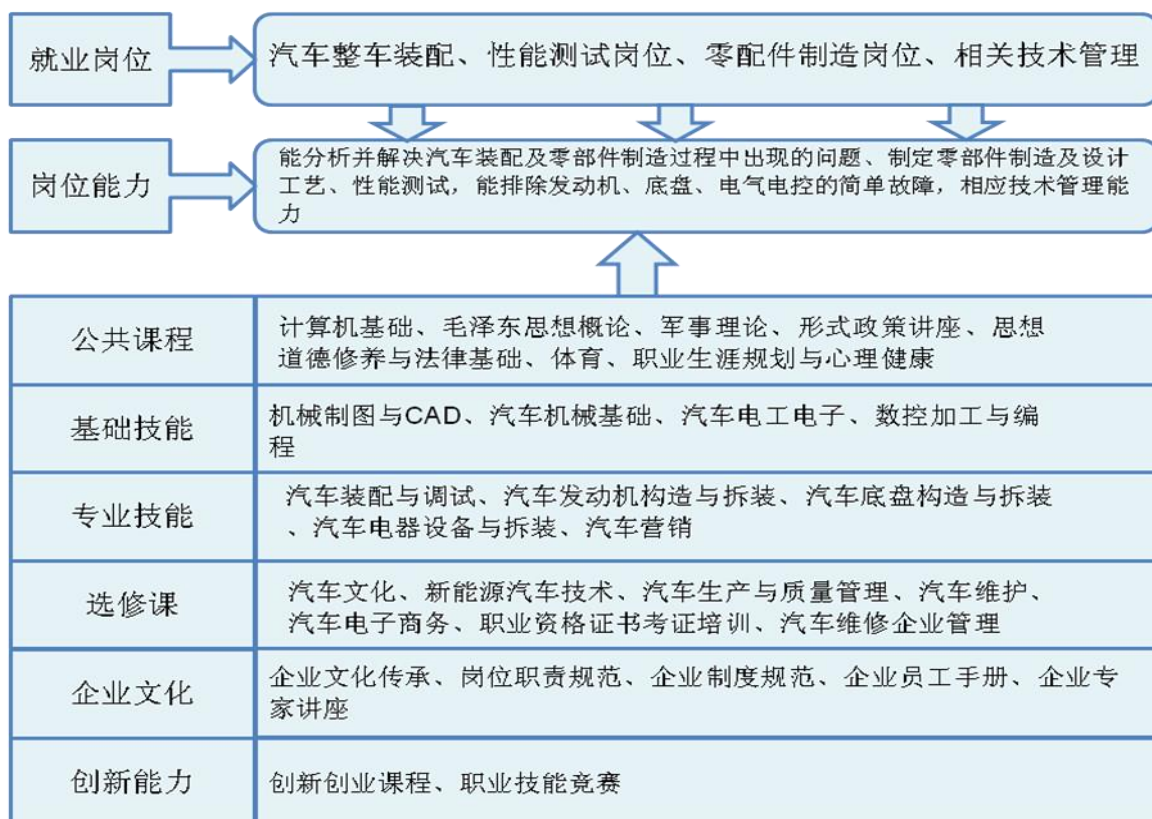 就业岗位
汽车整车装配、性能测试岗位、零配件制造岗位、相关技术管理
岗位能力
能分析并解决汽车装配及零部件制造过程中出现的问题、制定零部件制造及设计
工艺、性能测试，能排除发动机、底盘、电气电控的简单故障，相应技术管理能
力
公共课程
计算机基础、毛泽东思想概论、军事理论、形式政策讲座、思想
道德修养与法律基础、体育、职业生涯规划与心理健康
基础技能
机械制图与CAD、汽车机械基础、汽车电工电子、数控加工与编
程
专业技能
汽车装配与调试、汽车发动机构造与拆装、汽车底盘构造与拆装
、汽车电器设备与拆装、汽车营销
选修课
汽车文化、新能源汽车技术、汽车生产与质量管理、汽车维护、
汽车电子商务、职业资格证书考证培训、汽车维修企业管理
企业文化
企业文化传承、岗位职责规范、企业制度规范、企业员工手册、企业专
家讲座
创新能力
创新创业课程、职业技能竞赛